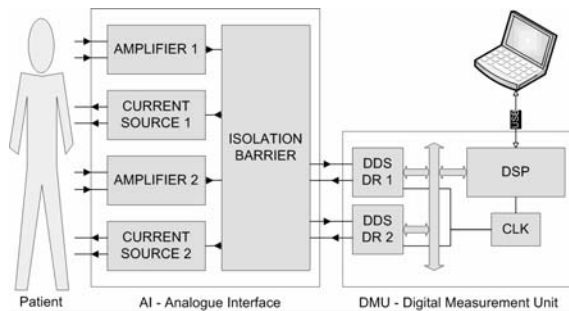 AMPLIFIER 1
CURRENT
SOURCE 1
AMPLIFIER 2
CURRENT
SOURCE 2
ISOLATION
BARRIER
USB
DDS
DR 1
DDS
DR 2
DSP
CLK
Patient
AI - Analogue Interface
DMU - Digital Measurement Unit